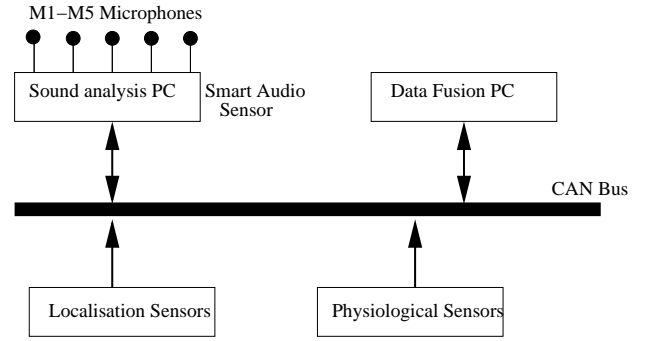 M1−M5 Microphones
Sound analysis PC
Smart Audio
Sensor
Data Fusion PC
CAN Bus
Localisation Sensors
Physiological Sensors